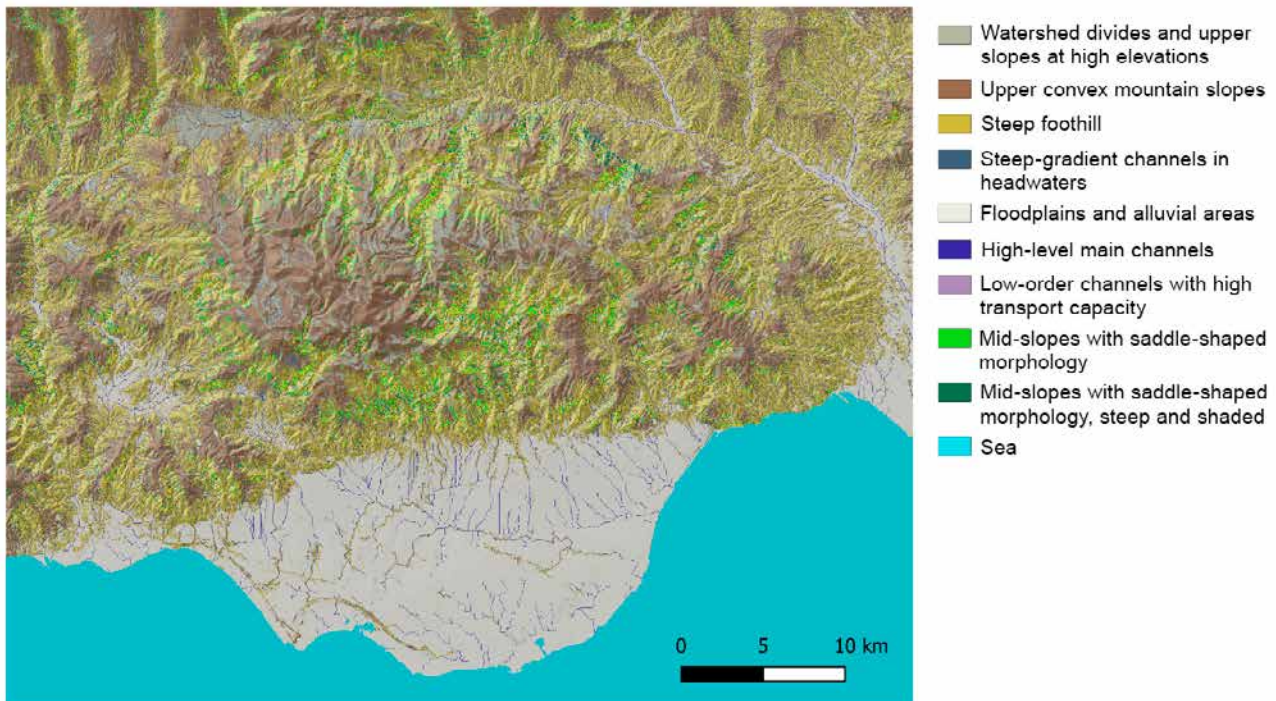 Watershed divides and upper
slopes at high elevations
Upper convex mountain slopes
Steep foothill
Steep-gradient channels in
headwaters
Floodplains and alluvial areas
High-level main channels
Low-order channels with high
transport capacity
Mid-slopes with saddle-shaped
morphology
Mid-slopes with saddle-shaped
morphology, steep and shaded
Sea
0 5 10 km